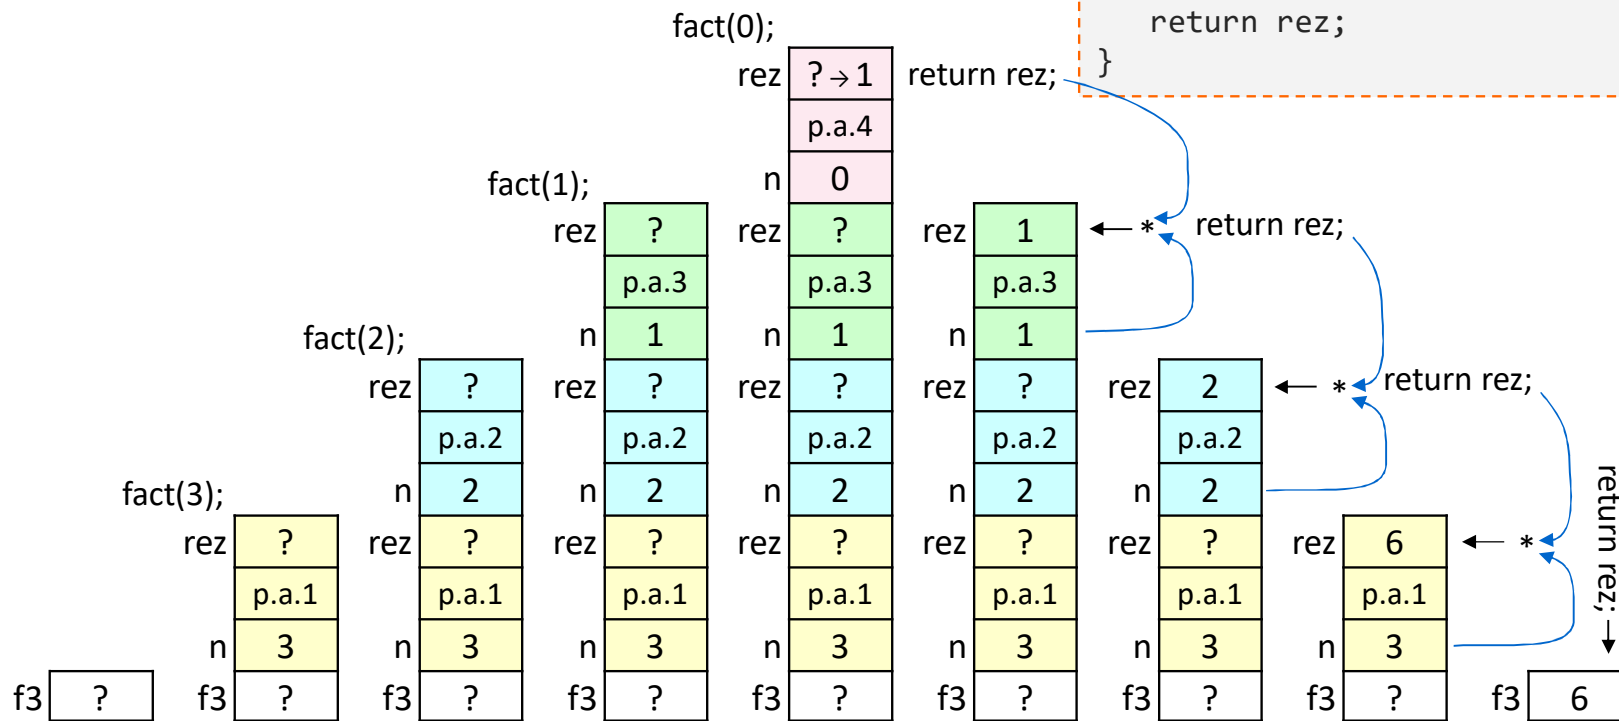 return rez;
}
fact(0);
rez ? → 1 return rez;
p.a.4
n 0
fact(1);
rez ? rez ? rez 1 ← * return rez;
p.a.3 p.a.3 p.a.3
n 1 n 1 n 1
fact(2);
rez ? rez ? rez ? rez ? rez 2 ← * return rez;
p.a.2 p.a.2 p.a.2 p.a.2 p.a.2
n 2 n 2 n 2 n 2 n 2
fact(3);
rez ? rez ? rez ? rez ? rez ? rez ? rez 6 ← *
return rez;
p.a.1 p.a.1 p.a.1 p.a.1 p.a.1 p.a.1 p.a.1
n 3 n 3 n 3 n 3 n 3 n 3 n 3
f3 ? f3 ? f3 ? f3 ? f3 ? f3 ? f3 ? f3 ? f3 6